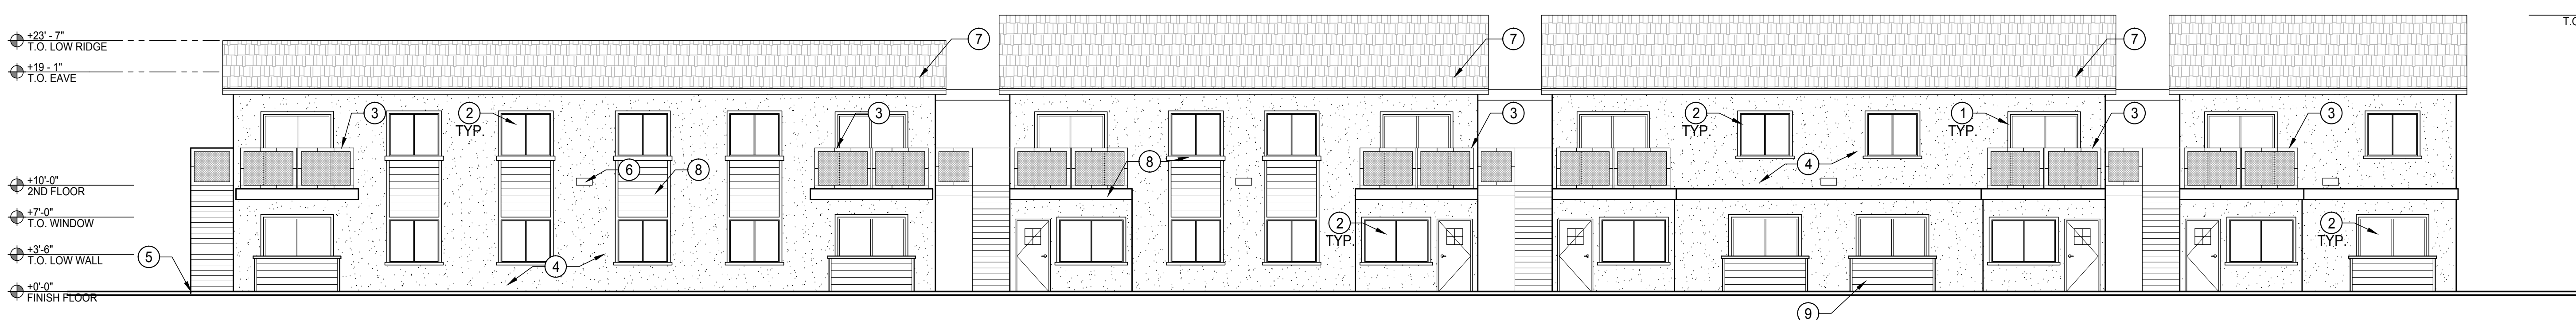 +23' - 7"
T.O. LOW RIDGE
+19 - 1"
T.O. EAVE
+10'-0"
2ND FLOOR
+7'-0"
T.O. WINDOW
+3'-6"
T.O. LOW WALL
+0'-0"
FINISH FLOOR
5
3
2
TYP.
4
6
8
3
7
8
2
TYP.
3
7
2
TYP.
4
9
1
TYP.
3
7
3
2
TYP.